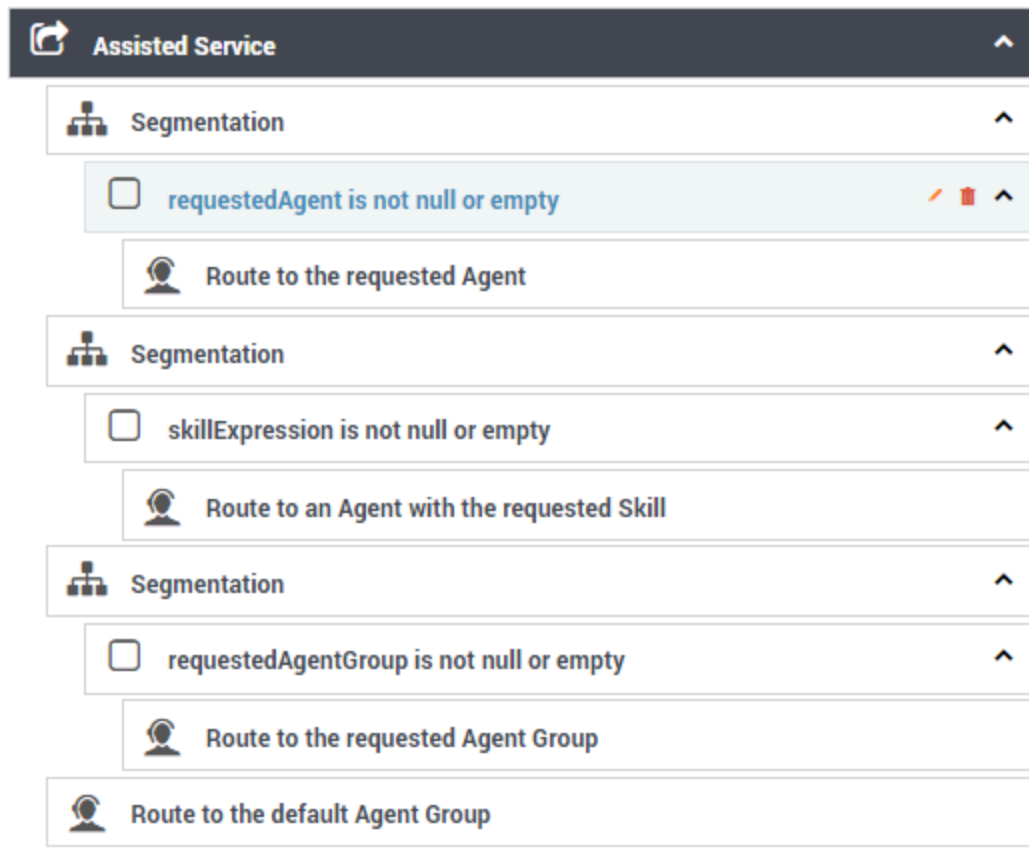 Assisted Service
Segmentation
requestedAgent is not null or empty
Route to the requested Agent
Segmentation
skillExpression is not null or empty
Route to an Agent with the requested Skill
Segmentation
requestedAgentGroup is not null or empty
Route to the requested Agent Group
Route to the default Agent Group